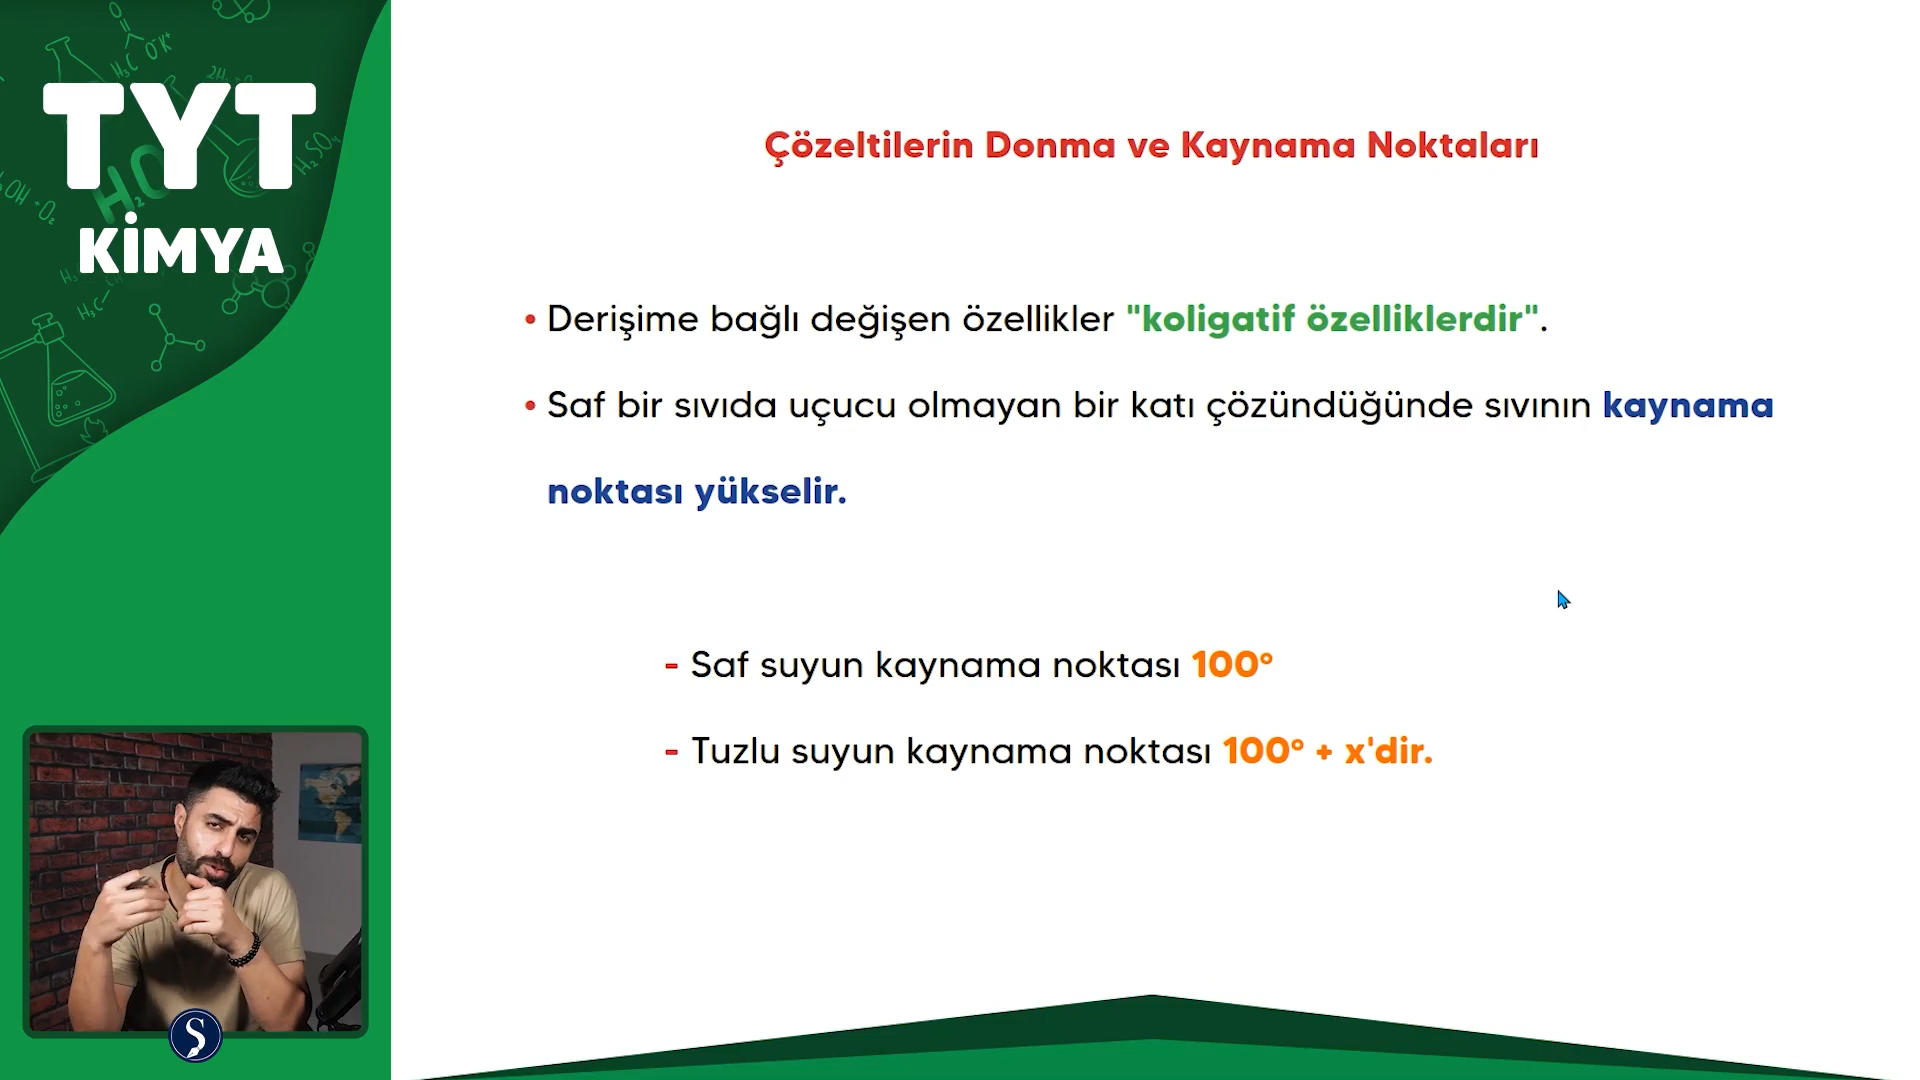 TYT
KİMYA
Çözeltilerin Donma ve Kaynama Noktaları
• Derişime bağlı değişen özellikler "koligatif özelliklerdir".
• Saf bir sıvıda uçucu olmayan bir katı çözündüğünde sıvının kaynama
noktası yükselir.
- Saf suyun kaynama noktası 100°
- Tuzlu suyun kaynama noktası 100° + x'dir.